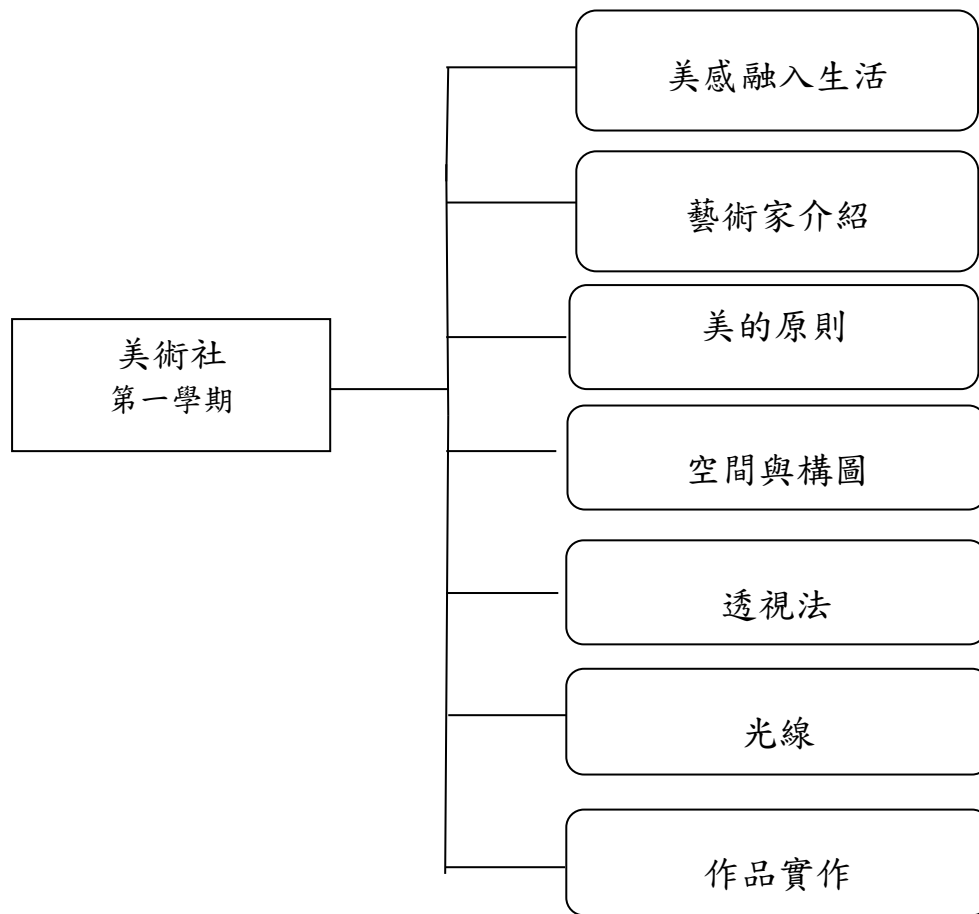 美感融入生活
藝術家介紹
美的原則
美術社
第一學期
空間與構圖
透視法
光線
作品實作